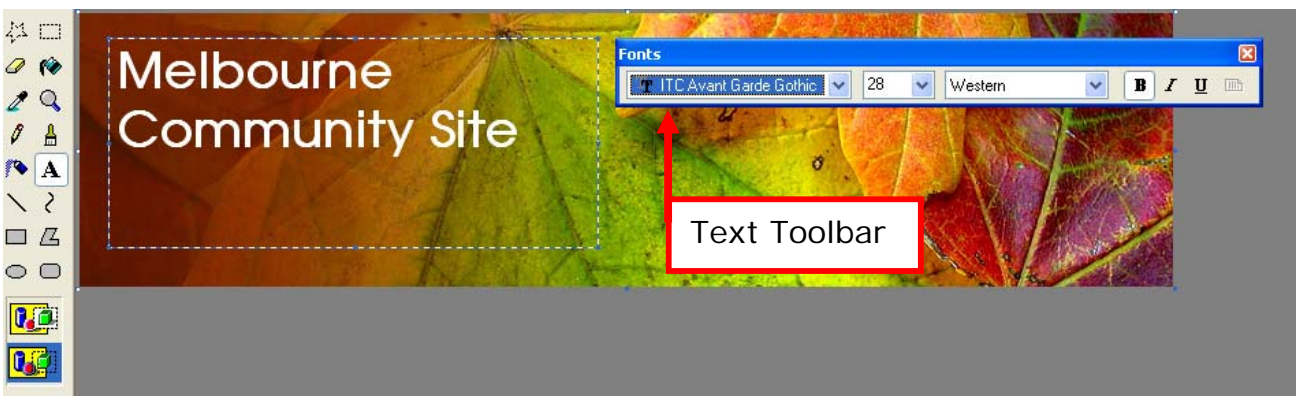 Melbourne
Community Site
Fonts
ITC Avant Garde Gothic 28 Western B I U
A
Text Toolbar